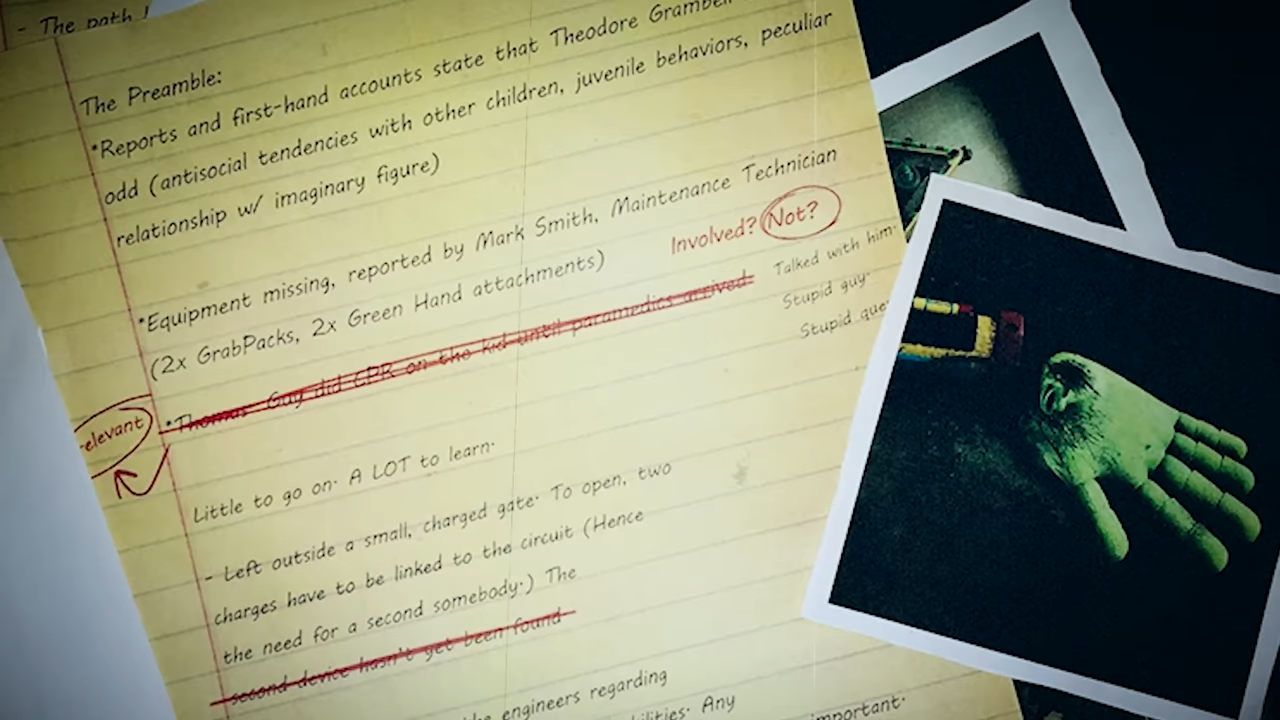 - The path
The Preamble:
•Reports and first-hand accounts state that Theodore Grambell
odd (antisocial tendencies with other children, juvenile behaviors, peculiar
relationship w/ imaginary figure)
•Equipment missing, reported by Mark Smith, Maintenance Technician
(2x GrabPacks, 2x Green Hand attachments)
Involved? Not?
Talked with him.
Stupid guy.
Stupid
•Thomas Guy did CPR on the kid until paramedics arrived.
Little to go on. A LOT to learn.
- Left outside a small, charged gate. To open, two
charges have to be linked to the circuit (Hence
the need for a second somebody.) The
second device hasn't yet been found.
engineers regarding
Any
important.